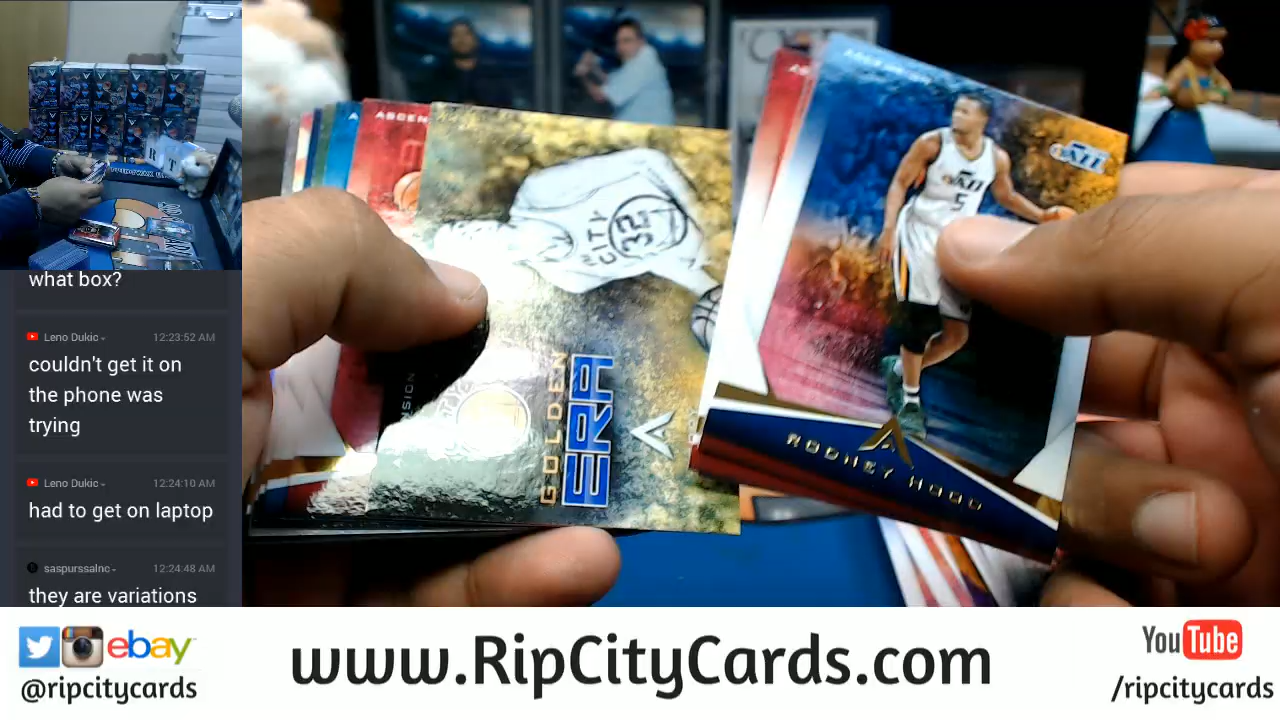 what box?
Leno Dukic
12:23:52 AM
couldn't get it on
the phone was
trying
Leno Dukic
12:24:10 AM
had to get on laptop
saspurssalnc
12:24:48 AM
they are variations
ASCEN
CITY
32
GOLDEN
ERA
JAZZ
JAZZ
5
RODNEY HOOD
ebay
@ripcitycards
www.RipCityCards.com
YouTube
/ripcitycards